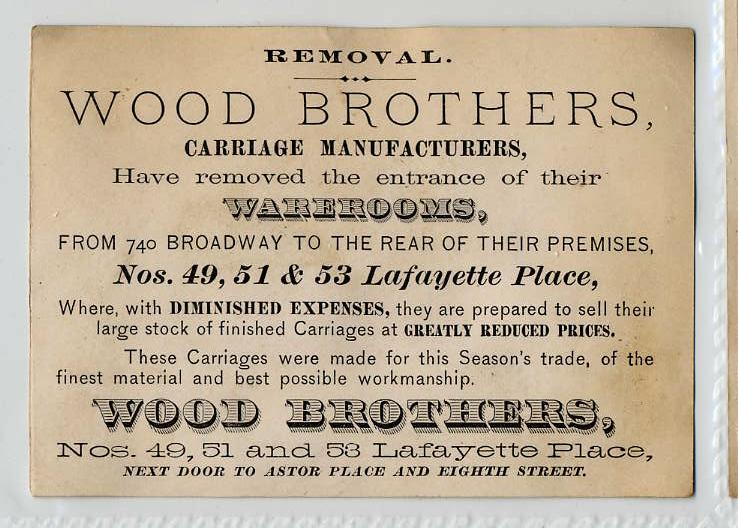 REMOVAL.
WOOD BROTHERS,
CARRIAGE MANUFACTURERS,
Have removed the entrance of their
WAREROOMS,
FROM 740 BROADWAY TO THE REAR OF THEIR PREMISES,
Nos. 49, 51 & 53 Lafayette Place,
Where, with DIMINISHED EXPENSES, they are prepared to sell their
large stock of finished Carriages at GREATLY REDUCED PRICES.
These Carriages were made for this Season's trade, of the
finest material and best possible workmanship.
WOOD BROTHERS,
Nos. 49, 51 and 53 Lafayette Place,
NEXT DOOR TO ASTOR PLACE AND EIGHTH STREET.